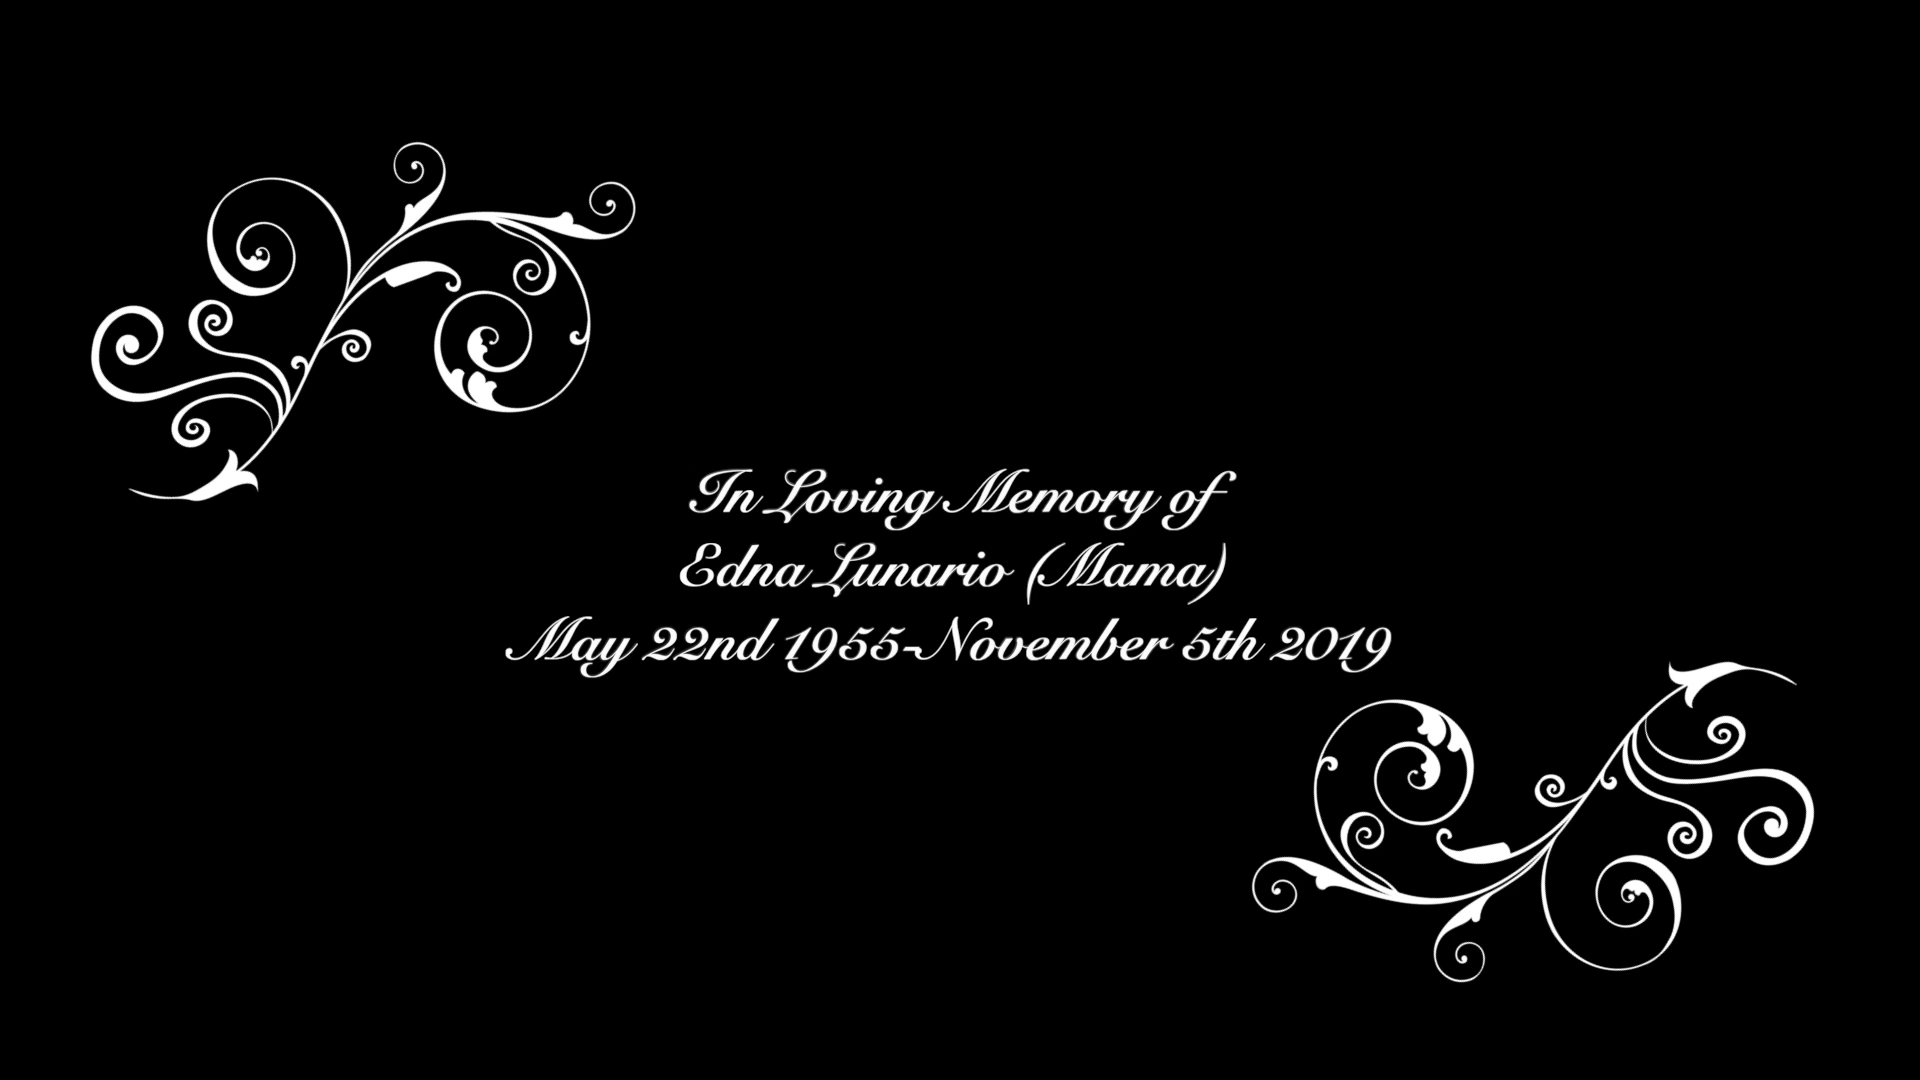 In Loving Memory of
Edna Lunario (Mama)
May 22nd 1955-November 5th 2019